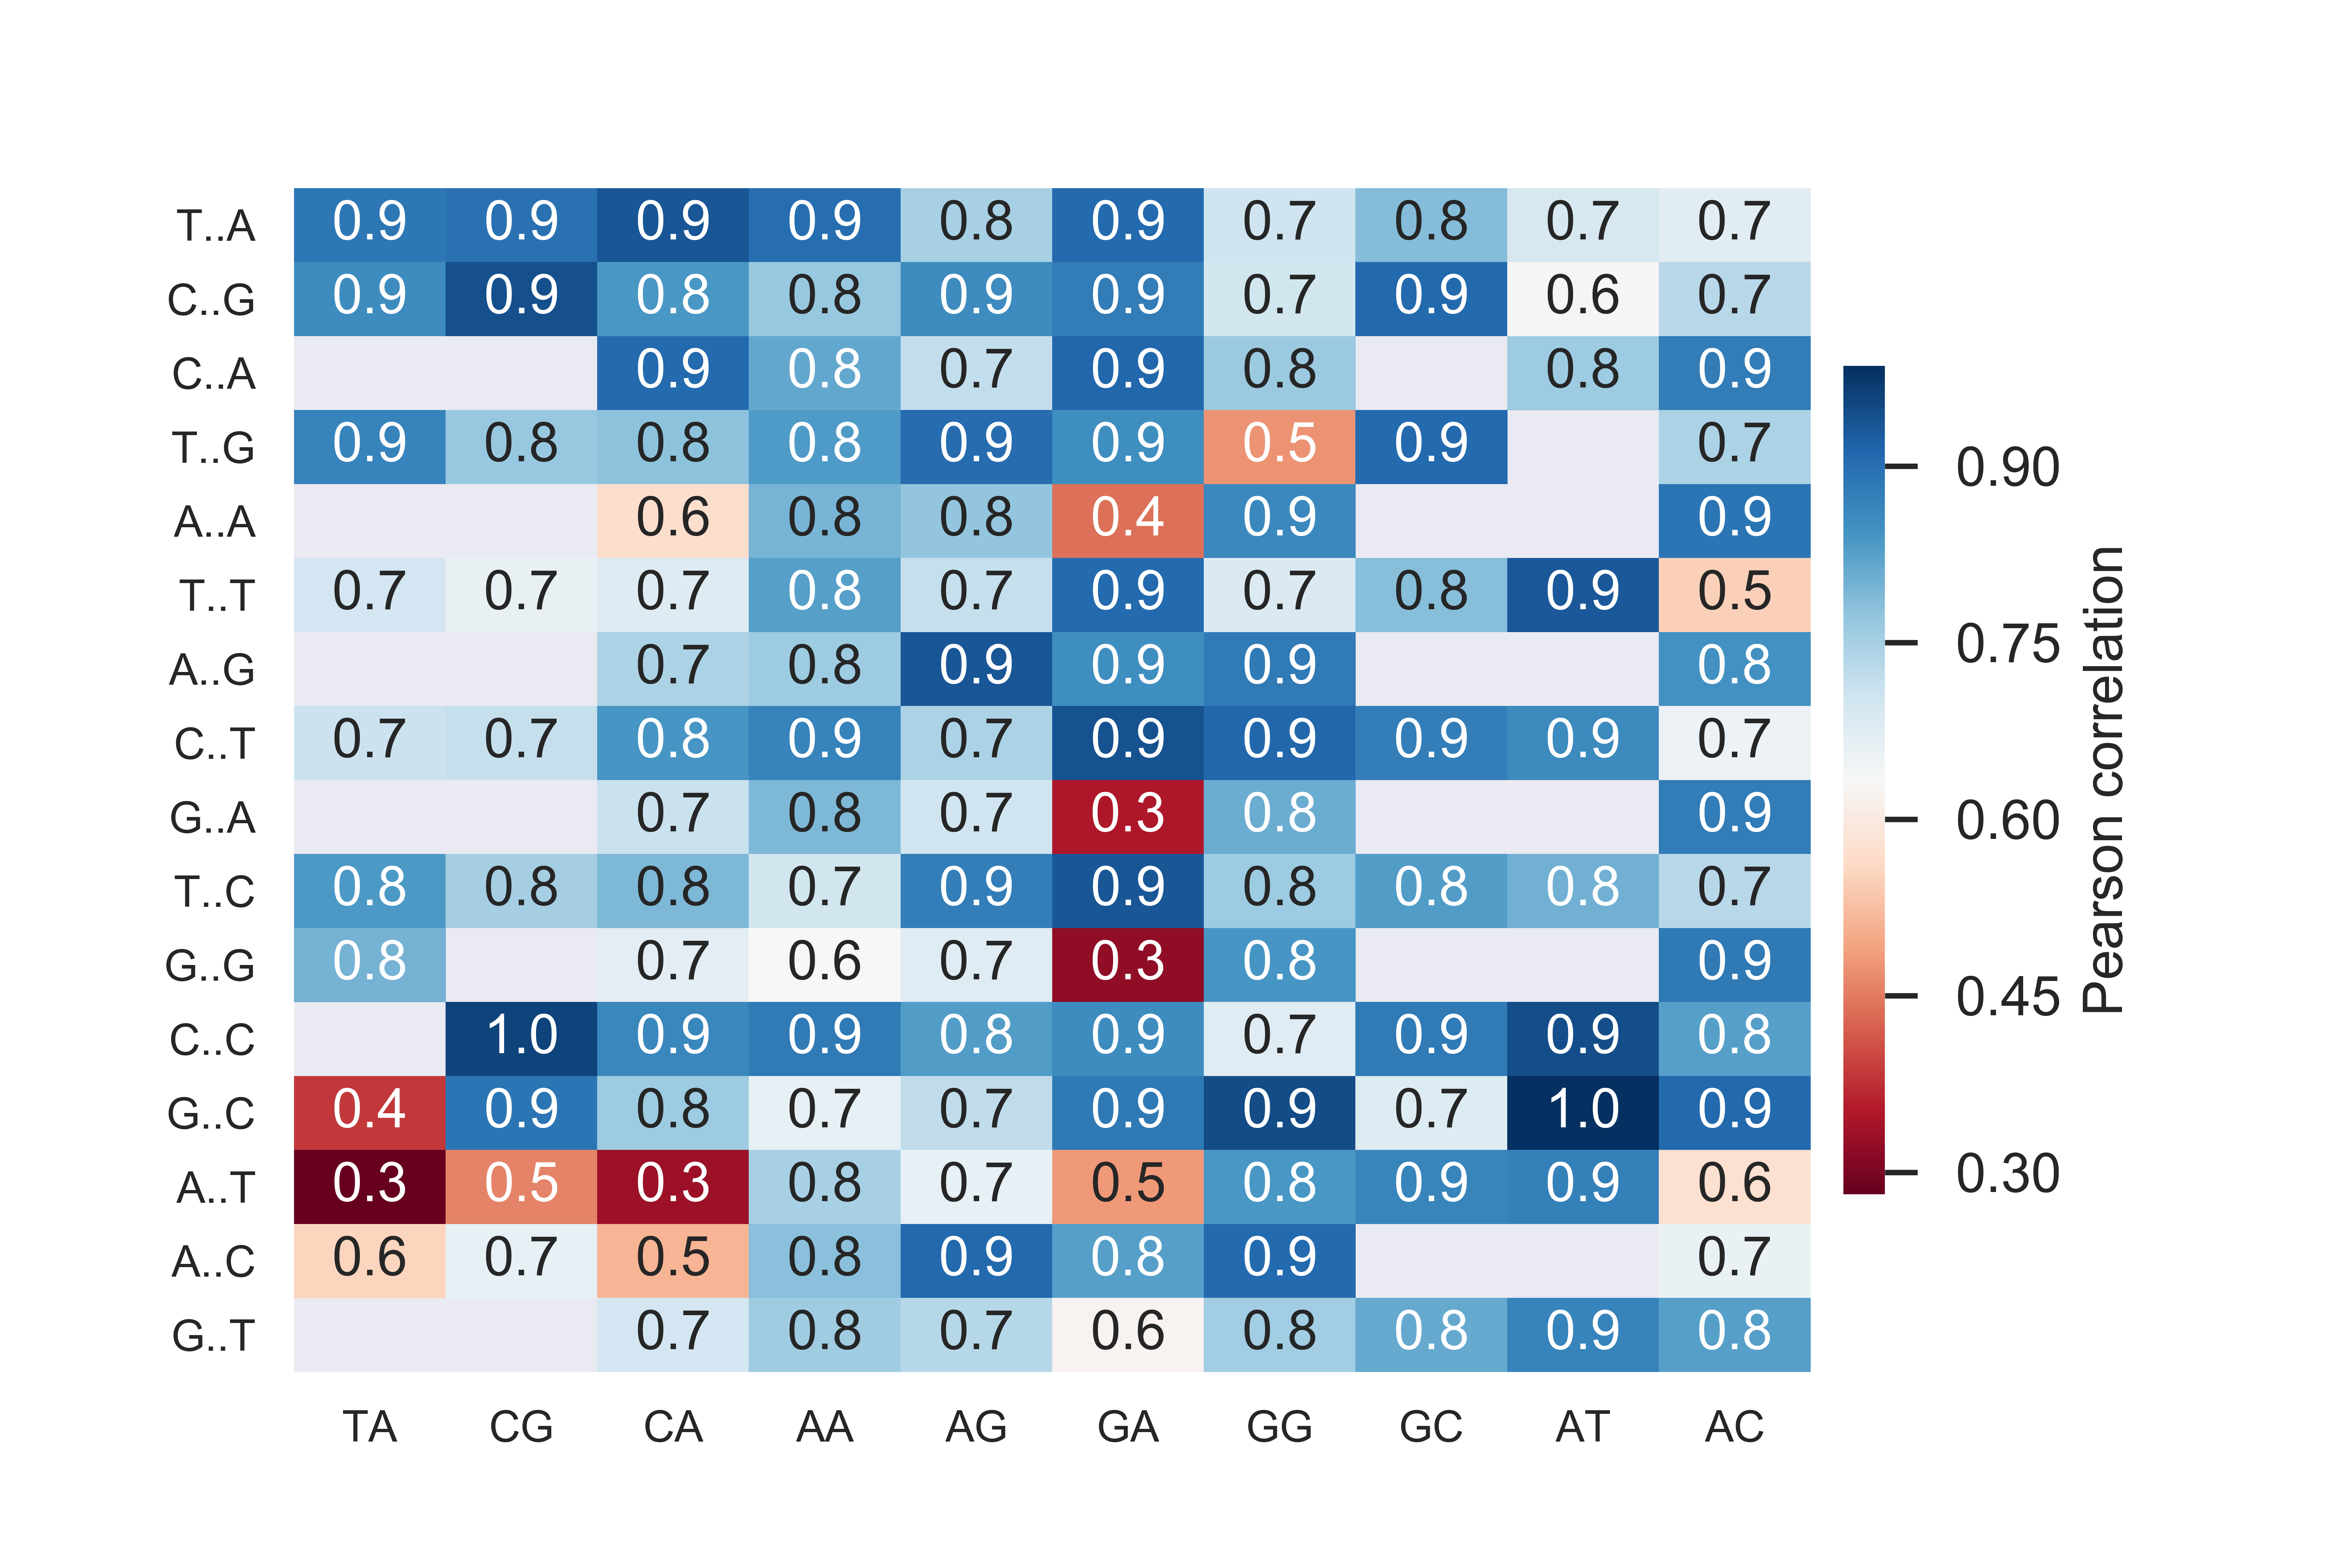 T..A 0.9 0.9 0.9 0.9 0.8 0.9 0.7 0.8 0.7 0.7
C..G 0.9 0.9 0.8 0.8 0.9 0.9 0.7 0.9 0.6 0.7
C..A 0.9 0.8 0.7 0.9 0.8 0.8 0.9
T..G 0.9 0.8 0.8 0.8 0.9 0.9 0.5 0.9 0.7
A..A 0.6 0.8 0.8 0.4 0.9 0.9
T..T 0.7 0.7 0.7 0.8 0.7 0.9 0.7 0.8 0.9 0.5
A..G 0.7 0.8 0.9 0.9 0.9 0.8
C..T 0.7 0.7 0.8 0.9 0.7 0.9 0.9 0.9 0.9 0.7
G..A 0.7 0.8 0.7 0.3 0.8 0.9
T..C 0.8 0.8 0.8 0.7 0.9 0.9 0.8 0.8 0.8 0.7
G..G 0.8 0.7 0.6 0.7 0.3 0.8 0.9
C..C 1.0 0.9 0.9 0.8 0.9 0.7 0.9 0.9 0.8
G..C 0.4 0.9 0.8 0.7 0.7 0.9 0.9 0.7 1.0 0.9
A..T 0.3 0.5 0.3 0.8 0.7 0.5 0.8 0.9 0.9 0.6
A..C 0.6 0.7 0.5 0.8 0.9 0.8 0.9 0.7
G..T 0.7 0.8 0.7 0.6 0.8 0.8 0.9 0.8
TA CG CA AA AG GA GG GC AT AC
0.90
0.75
0.60
0.45
0.30
Pearson correlation